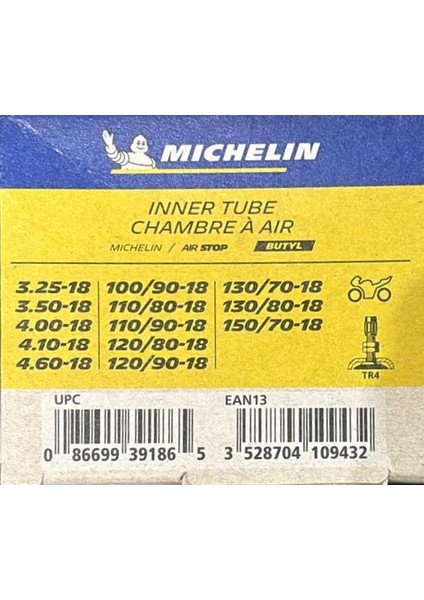 MICHELIN
INNER TUBE
CHAMBRE À AIR
MICHELIN / AIR STOP BUTYL
3.25-18 100/90-18 130/70-18
3.50-18 110/80-18 130/80-18
4.00-18 110/90-18 150/70-18
4.10-18 120/80-18
4.60-18 120/90-18
TR4
UPC EAN13
0 86699 39186 5 3 528704 109432